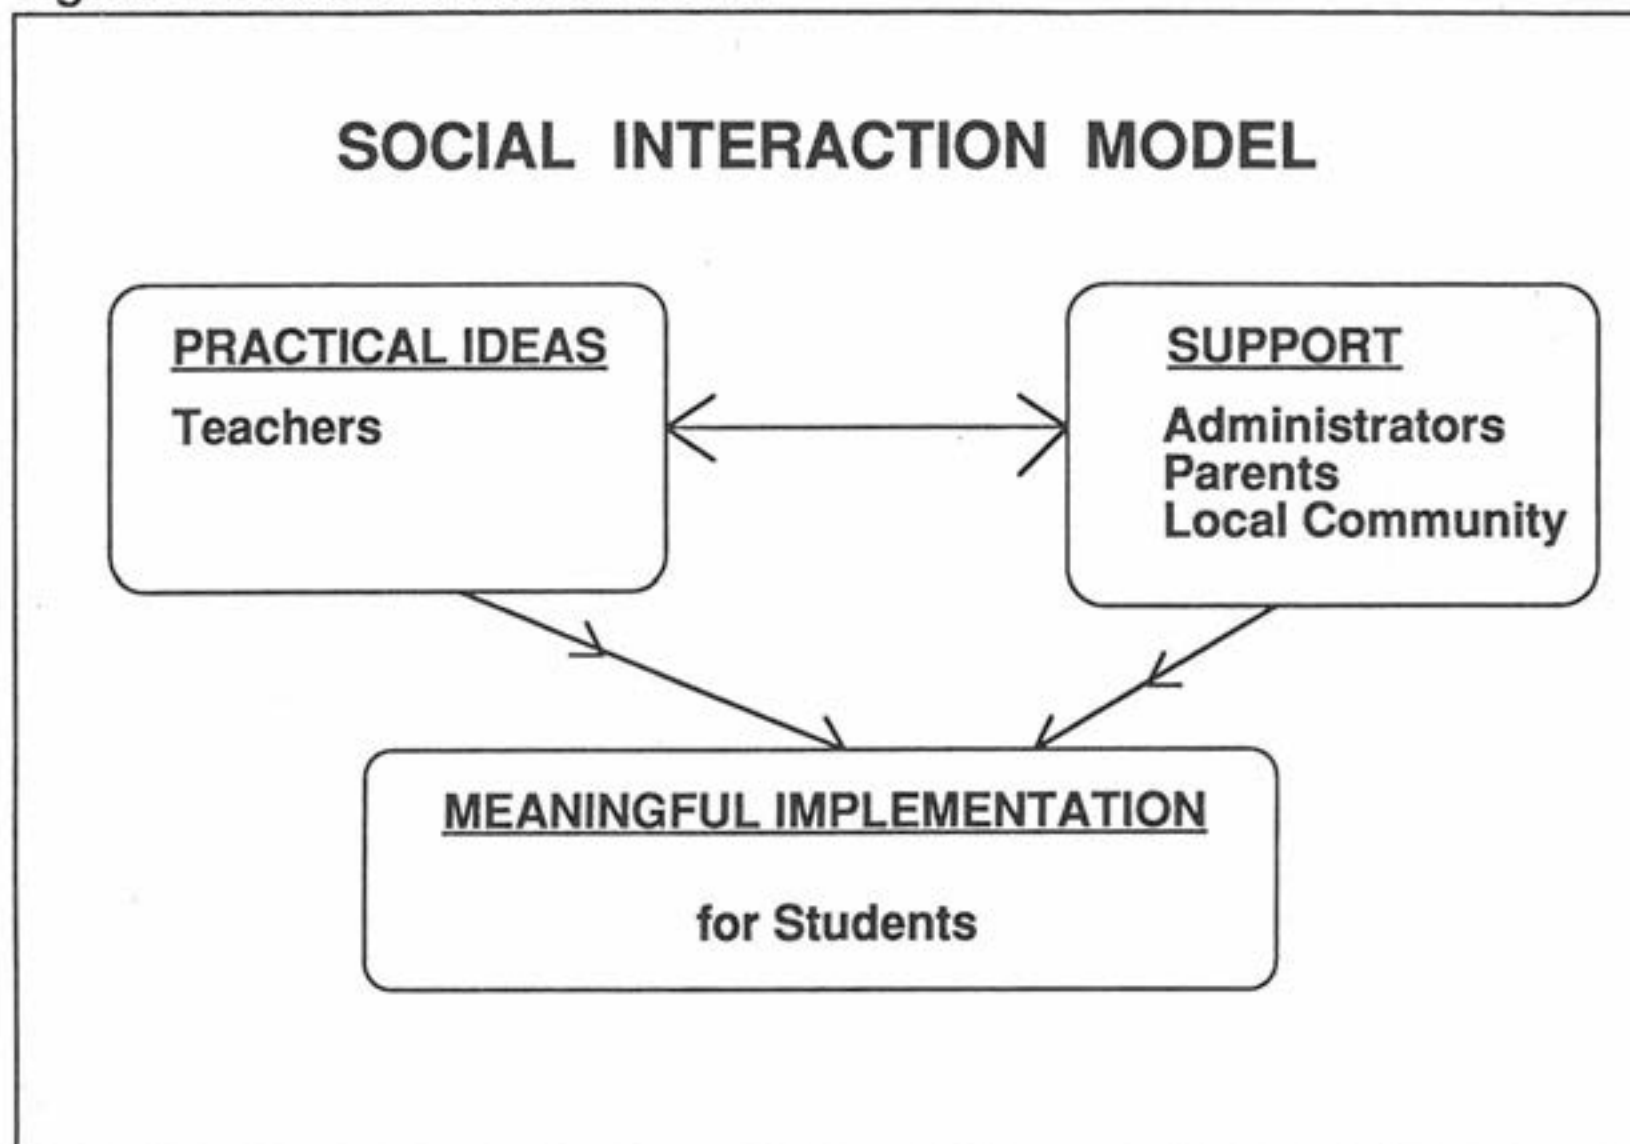 SOCIAL INTERACTION MODEL
PRACTICAL IDEAS
Teachers
SUPPORT
Administrators
Parents
Local Community
MEANINGFUL IMPLEMENTATION
for Students